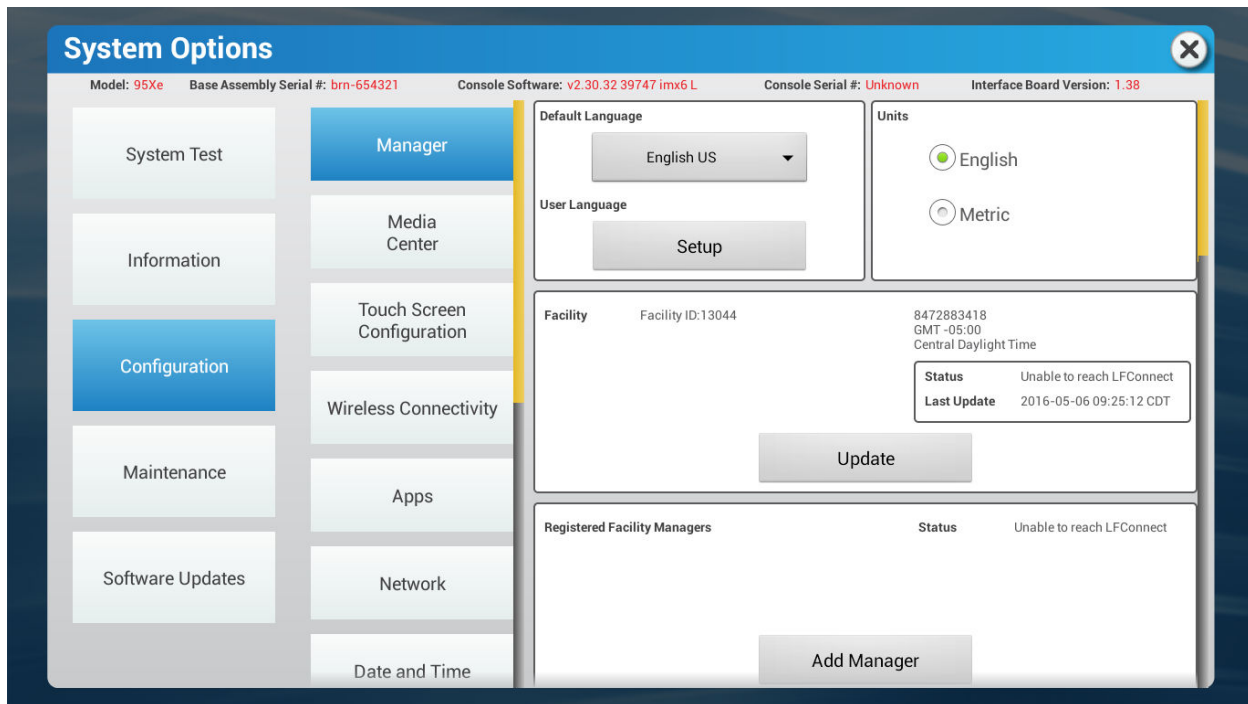 System Options
Model: 95Xe Base Assembly Serial #: brn-654321 Console Software: v2.30.32 39747 imx6 L Console Serial #: Unknown Interface Board Version: 1.38
System Test
Information
Configuration
Maintenance
Software Updates
Manager
Media
Center
Touch Screen
Configuration
Wireless Connectivity
Apps
Network
Date and Time
Default Language
English US
User Language
Setup
Units
English
Metric
Facility Facility ID:13044
8472883418
GMT -05:00
Central Daylight Time
Status Unable to reach LFConnect
Last Update 2016-05-06 09:25:12 CDT
Update
Registered Facility Managers Status Unable to reach LFConnect
Add Manager